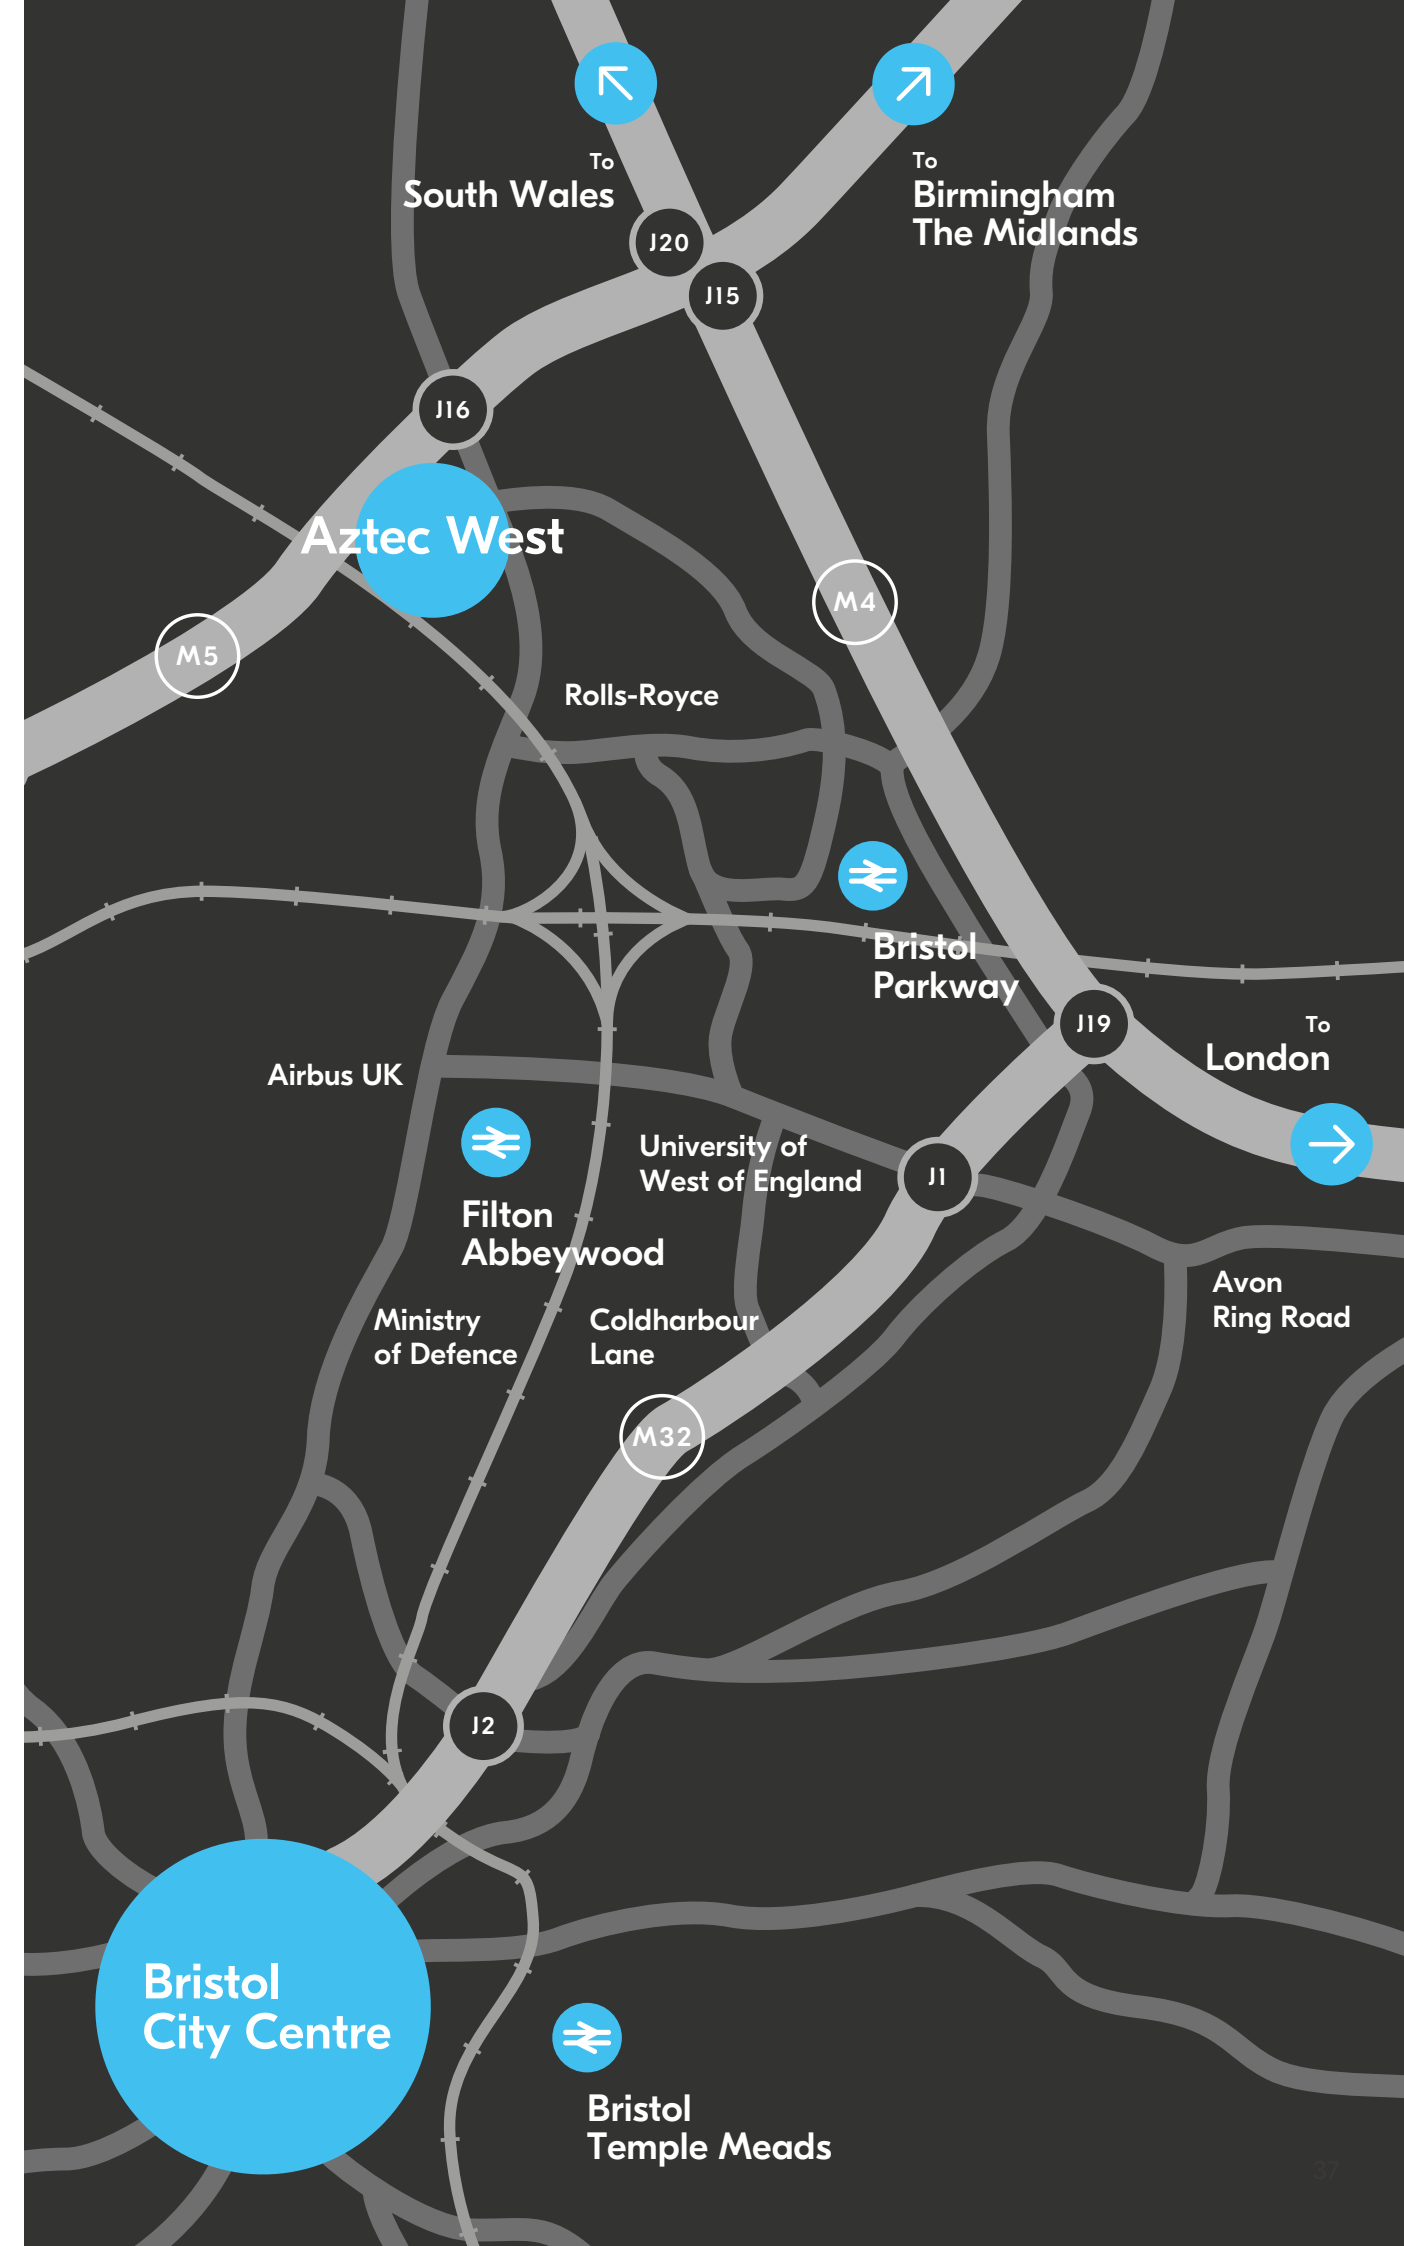 To
South Wales
To
Birmingham
The Midlands
J20
J15
J16
Aztec West
M4
M5
Rolls-Royce
Bristol
Parkway
J19
To
London
Airbus UK
University of
West of England
J1
Filton
Abbeywood
Avon
Ring Road
Ministry
of Defence
Coldharbour
Lane
M32
J2
Bristol
City Centre
Bristol
Temple Meads
37